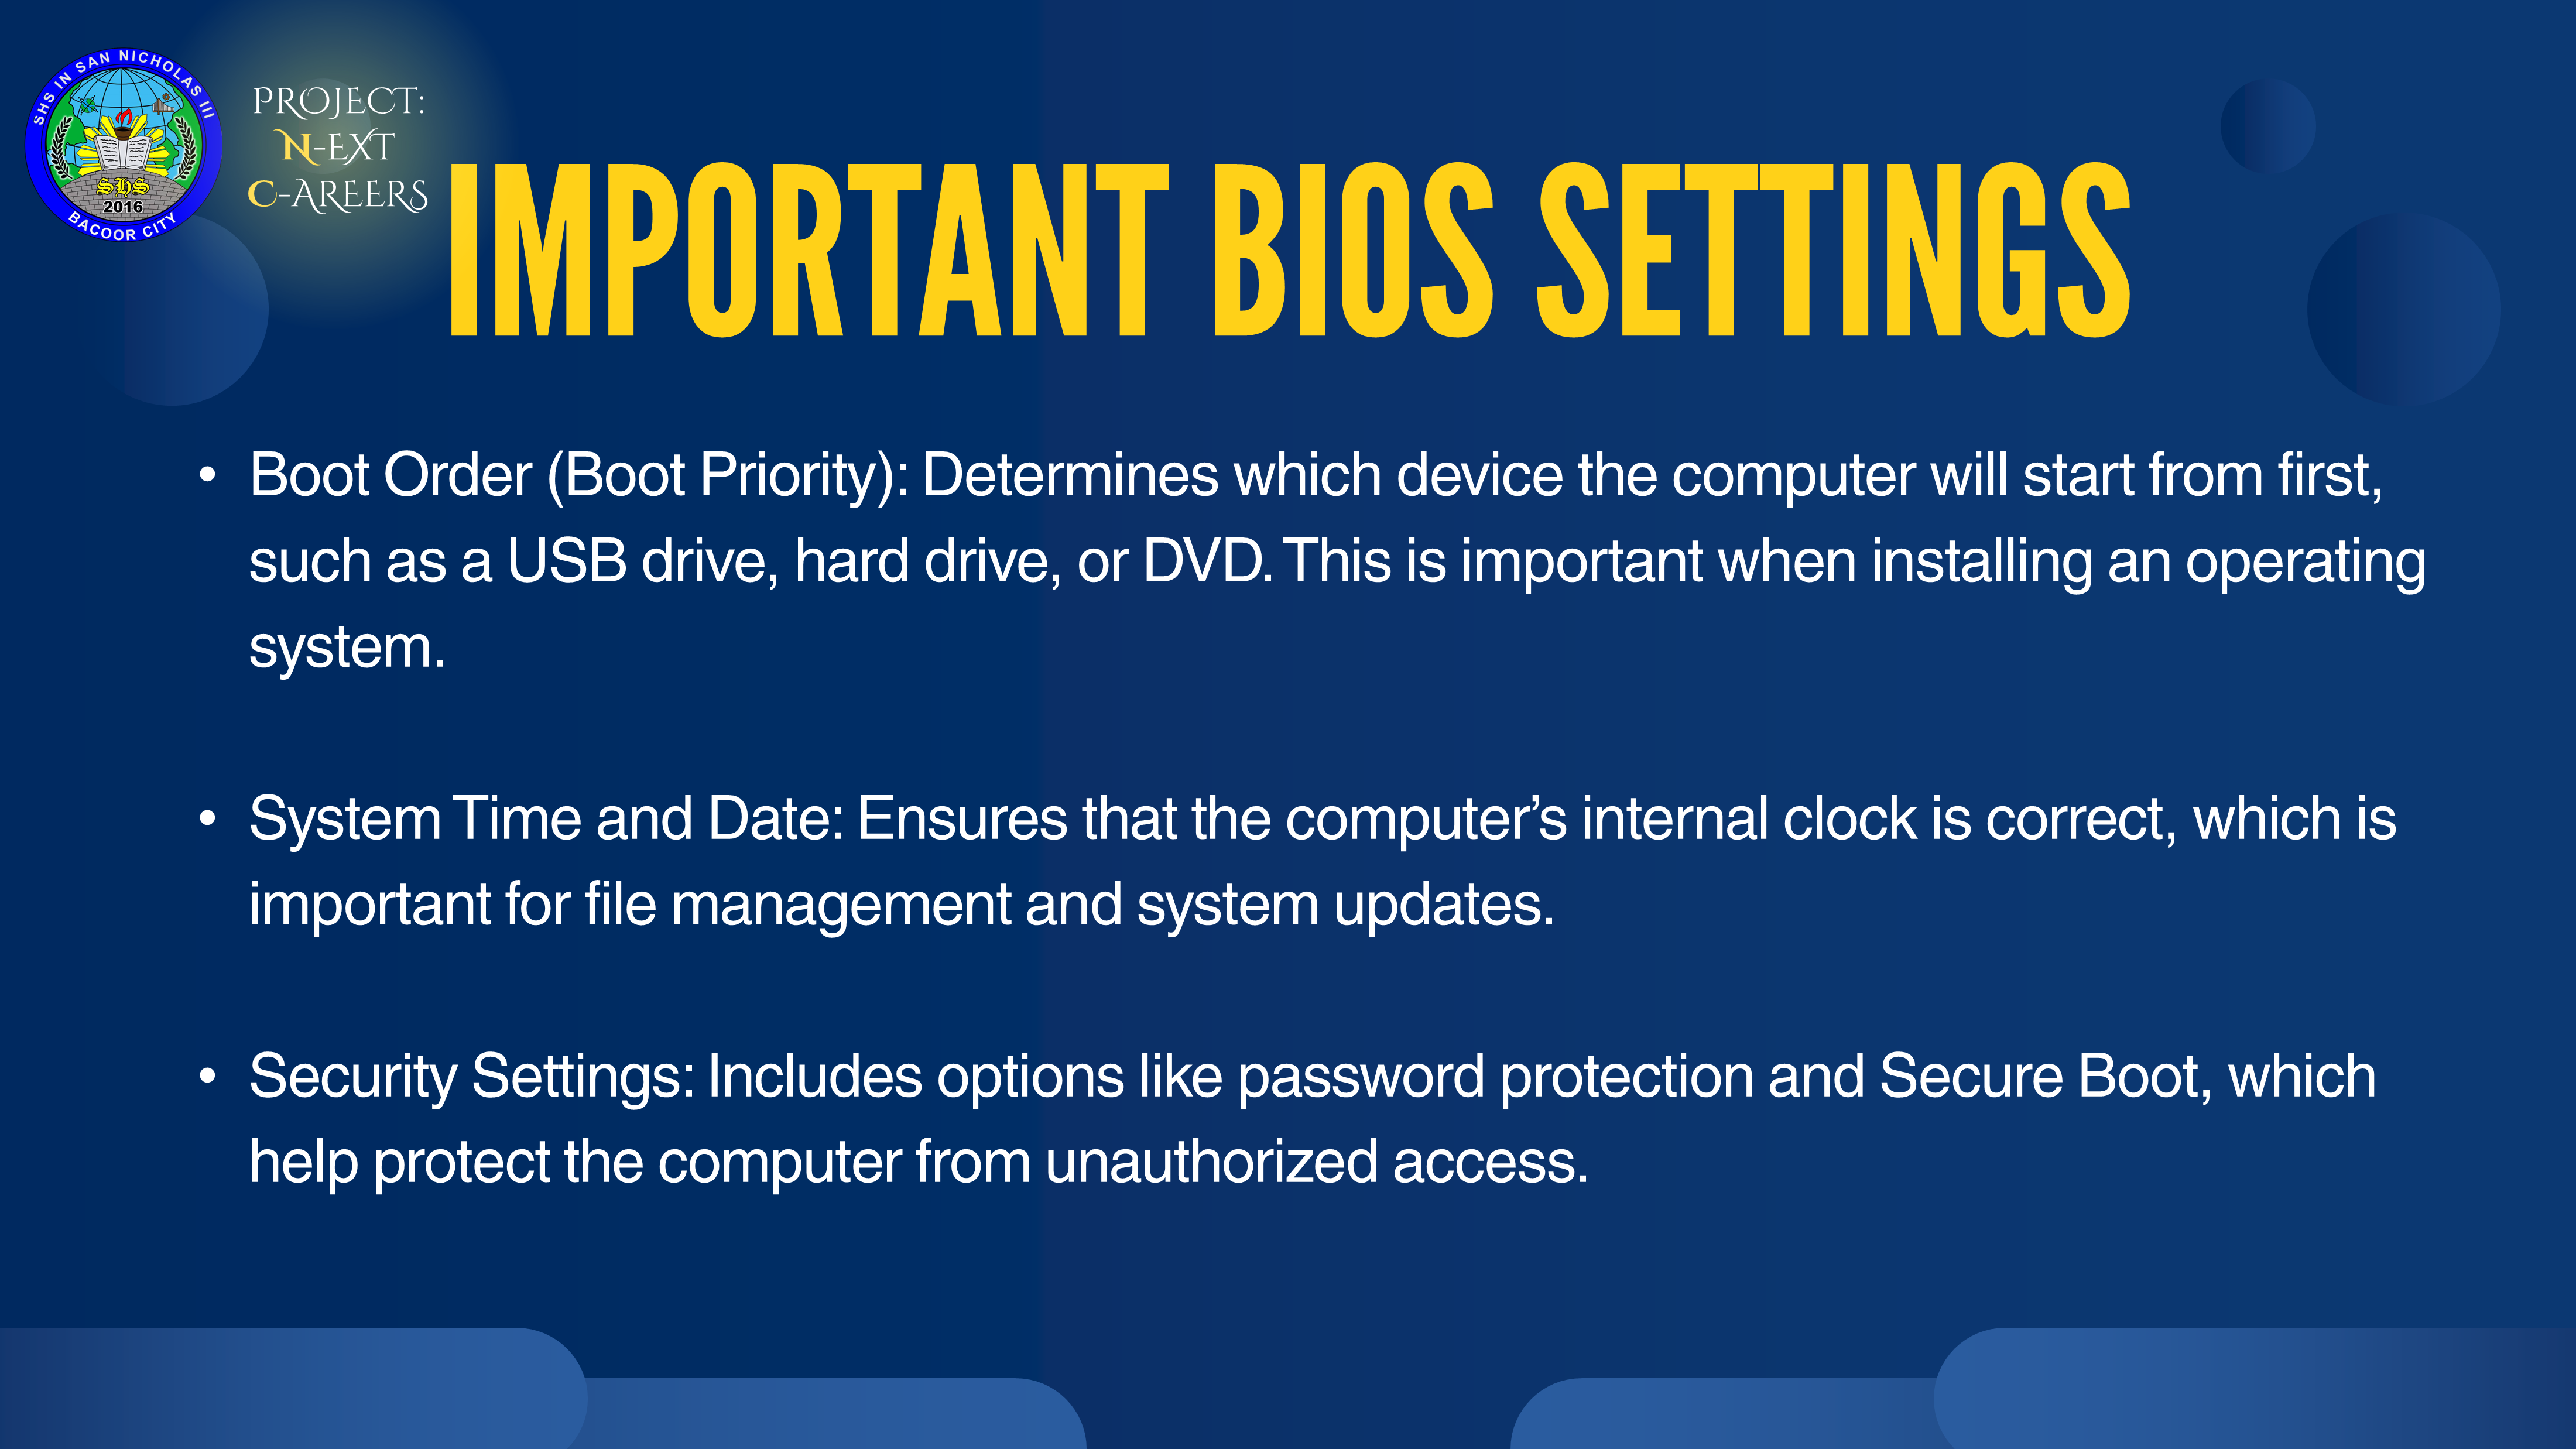 SHS IN SAN NICHOLAS III
SHS
2016
BACOOR CITY
PROJECT:
N-EXT
C-AREERS
IMPORTANT BIOS SETTINGS
• Boot Order (Boot Priority): Determines which device the computer will start from first,
such as a USB drive, hard drive, or DVD. This is important when installing an operating
system.
• System Time and Date: Ensures that the computer’s internal clock is correct, which is
important for file management and system updates.
• Security Settings: Includes options like password protection and Secure Boot, which
help protect the computer from unauthorized access.